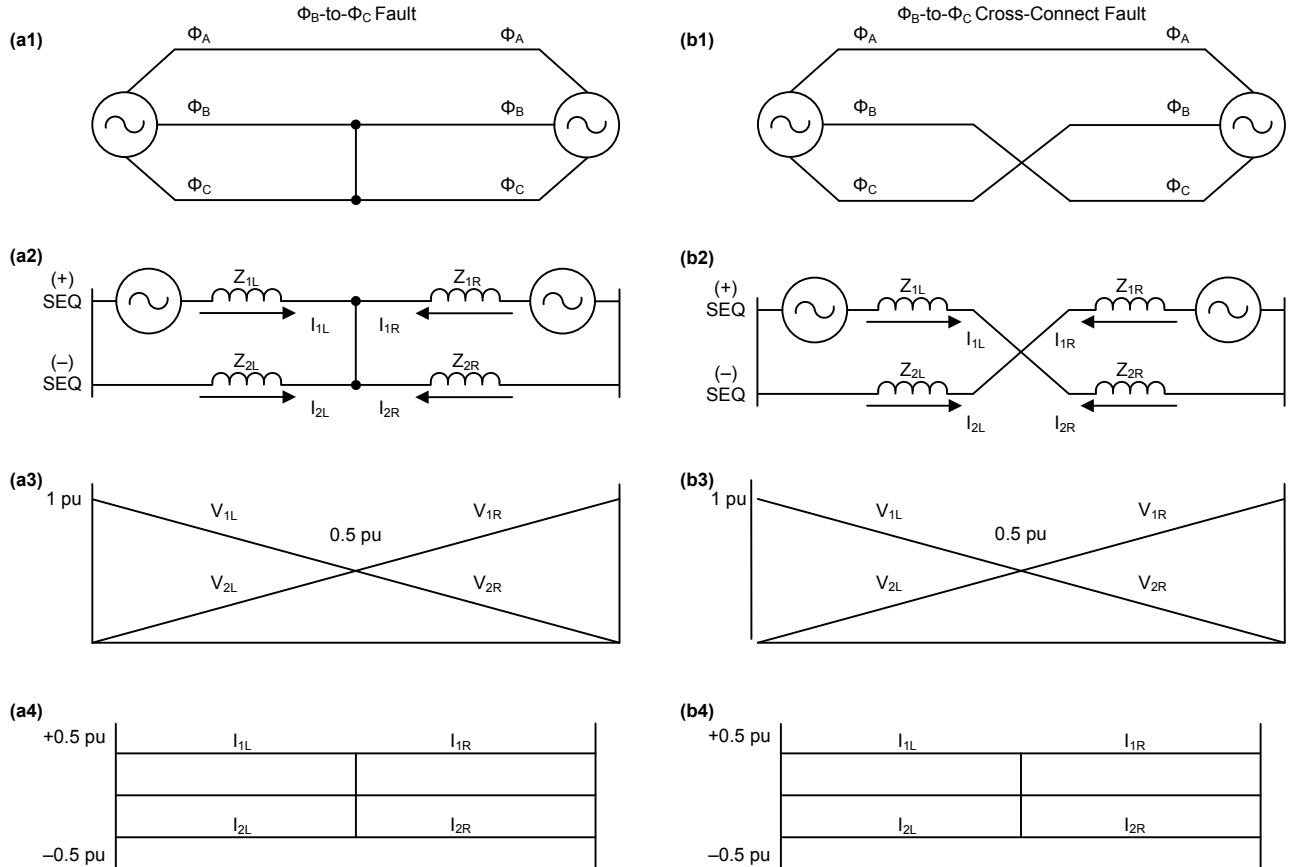 ΦB-to-ΦC Fault
(a1)
ΦA ΦA
ΦB ΦB
ΦC ΦC
(a2)
(+) SEQ
Z1L Z1R
I1L I1R
(–) SEQ
Z2L Z2R
I2L I2R
(a3)
1 pu
V1L V1R
0.5 pu
V2L V2R
(a4)
+0.5 pu
I1L I1R
I2L I2R
–0.5 pu
ΦB-to-ΦC Cross-Connect Fault
(b1)
ΦA ΦA
ΦB ΦB
ΦC ΦC
(b2)
(+) SEQ
Z1L Z1R
I1L I1R
(–) SEQ
Z2L Z2R
I2L I2R
(b3)
1 pu
V1L V1R
0.5 pu
V2L V2R
(b4)
+0.5 pu
I1L I1R
I2L I2R
–0.5 pu